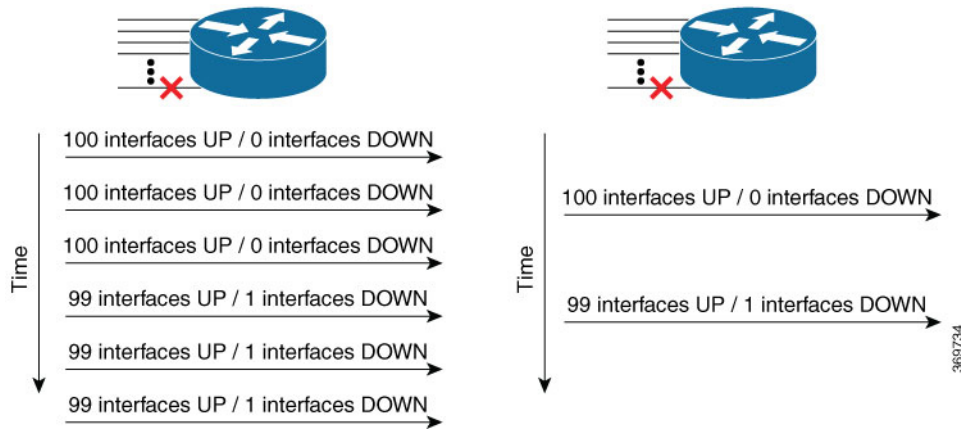 100 interfaces UP / 0 interfaces DOWN
100 interfaces UP / 0 interfaces DOWN
100 interfaces UP / 0 interfaces DOWN
99 interfaces UP / 1 interfaces DOWN
99 interfaces UP / 1 interfaces DOWN
99 interfaces UP / 1 interfaces DOWN
Time
100 interfaces UP / 0 interfaces DOWN
99 interfaces UP / 1 interfaces DOWN
Time
369734